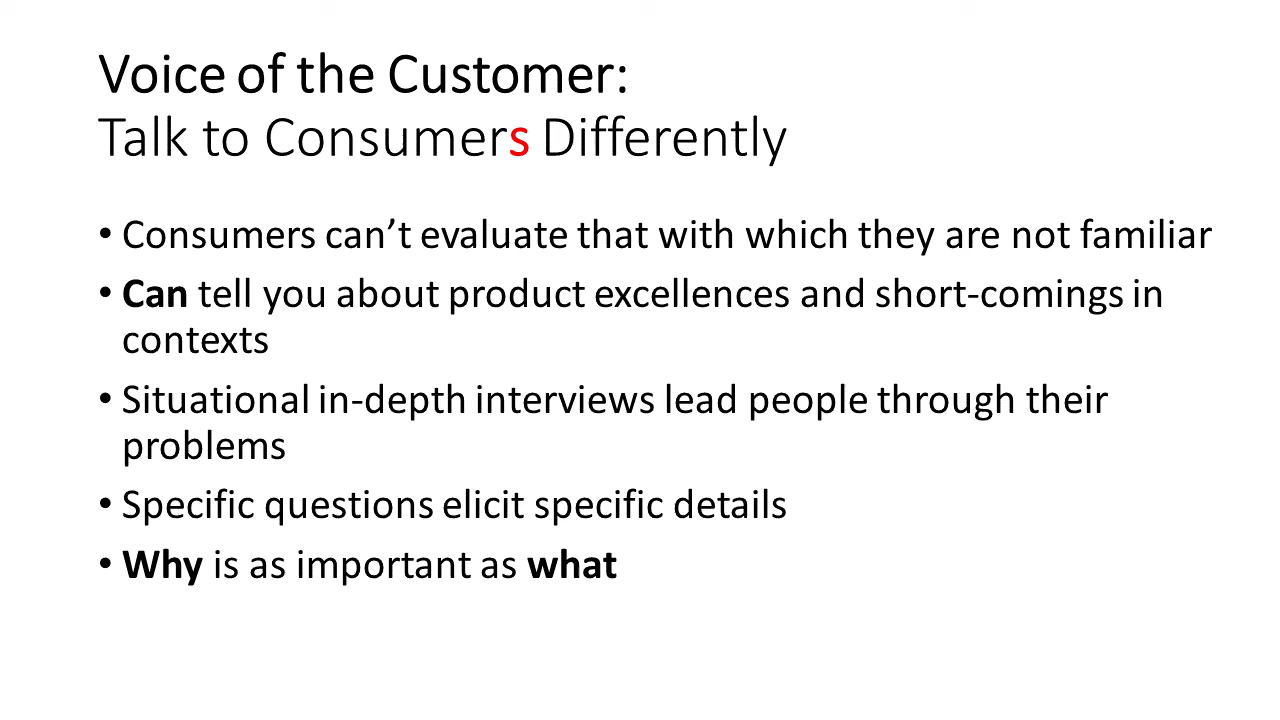 Voice of the Customer:
Talk to Consumers Differently
• Consumers can’t evaluate that with which they are not familiar
• Can tell you about product excellences and short-comings in
contexts
• Situational in-depth interviews lead people through their
problems
• Specific questions elicit specific details
• Why is as important as what